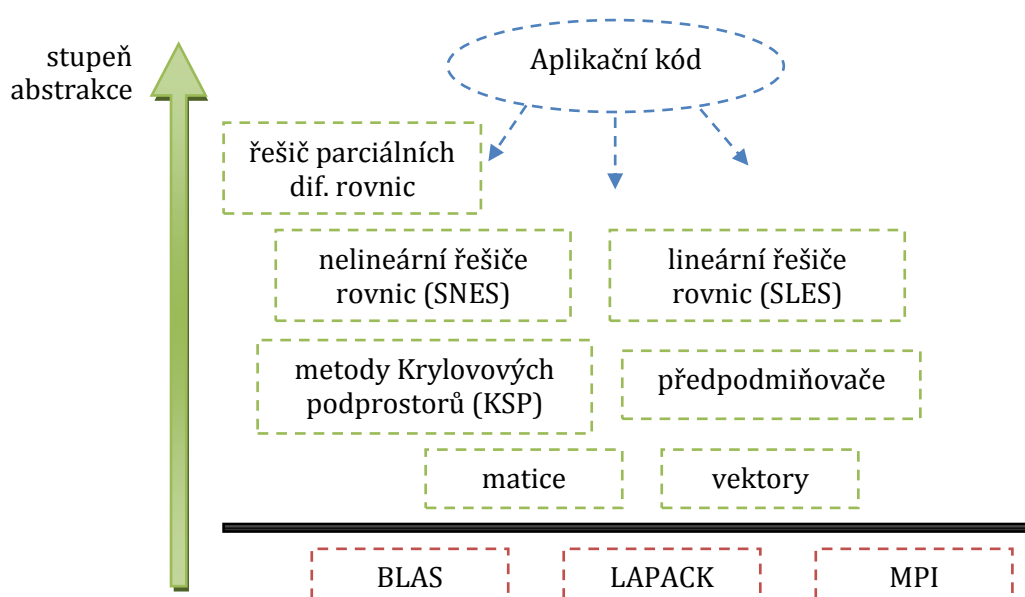 stupeň
abstrakce
Aplikační kód
řešič parciálních
dif. rovnic
nelineární řešiče
rovnic (SNES)
lineární řešiče
rovnic (SLES)
metody Krylovových
podprostorů (KSP)
předpodmiňovače
matice
vektory
BLAS
LAPACK
MPI